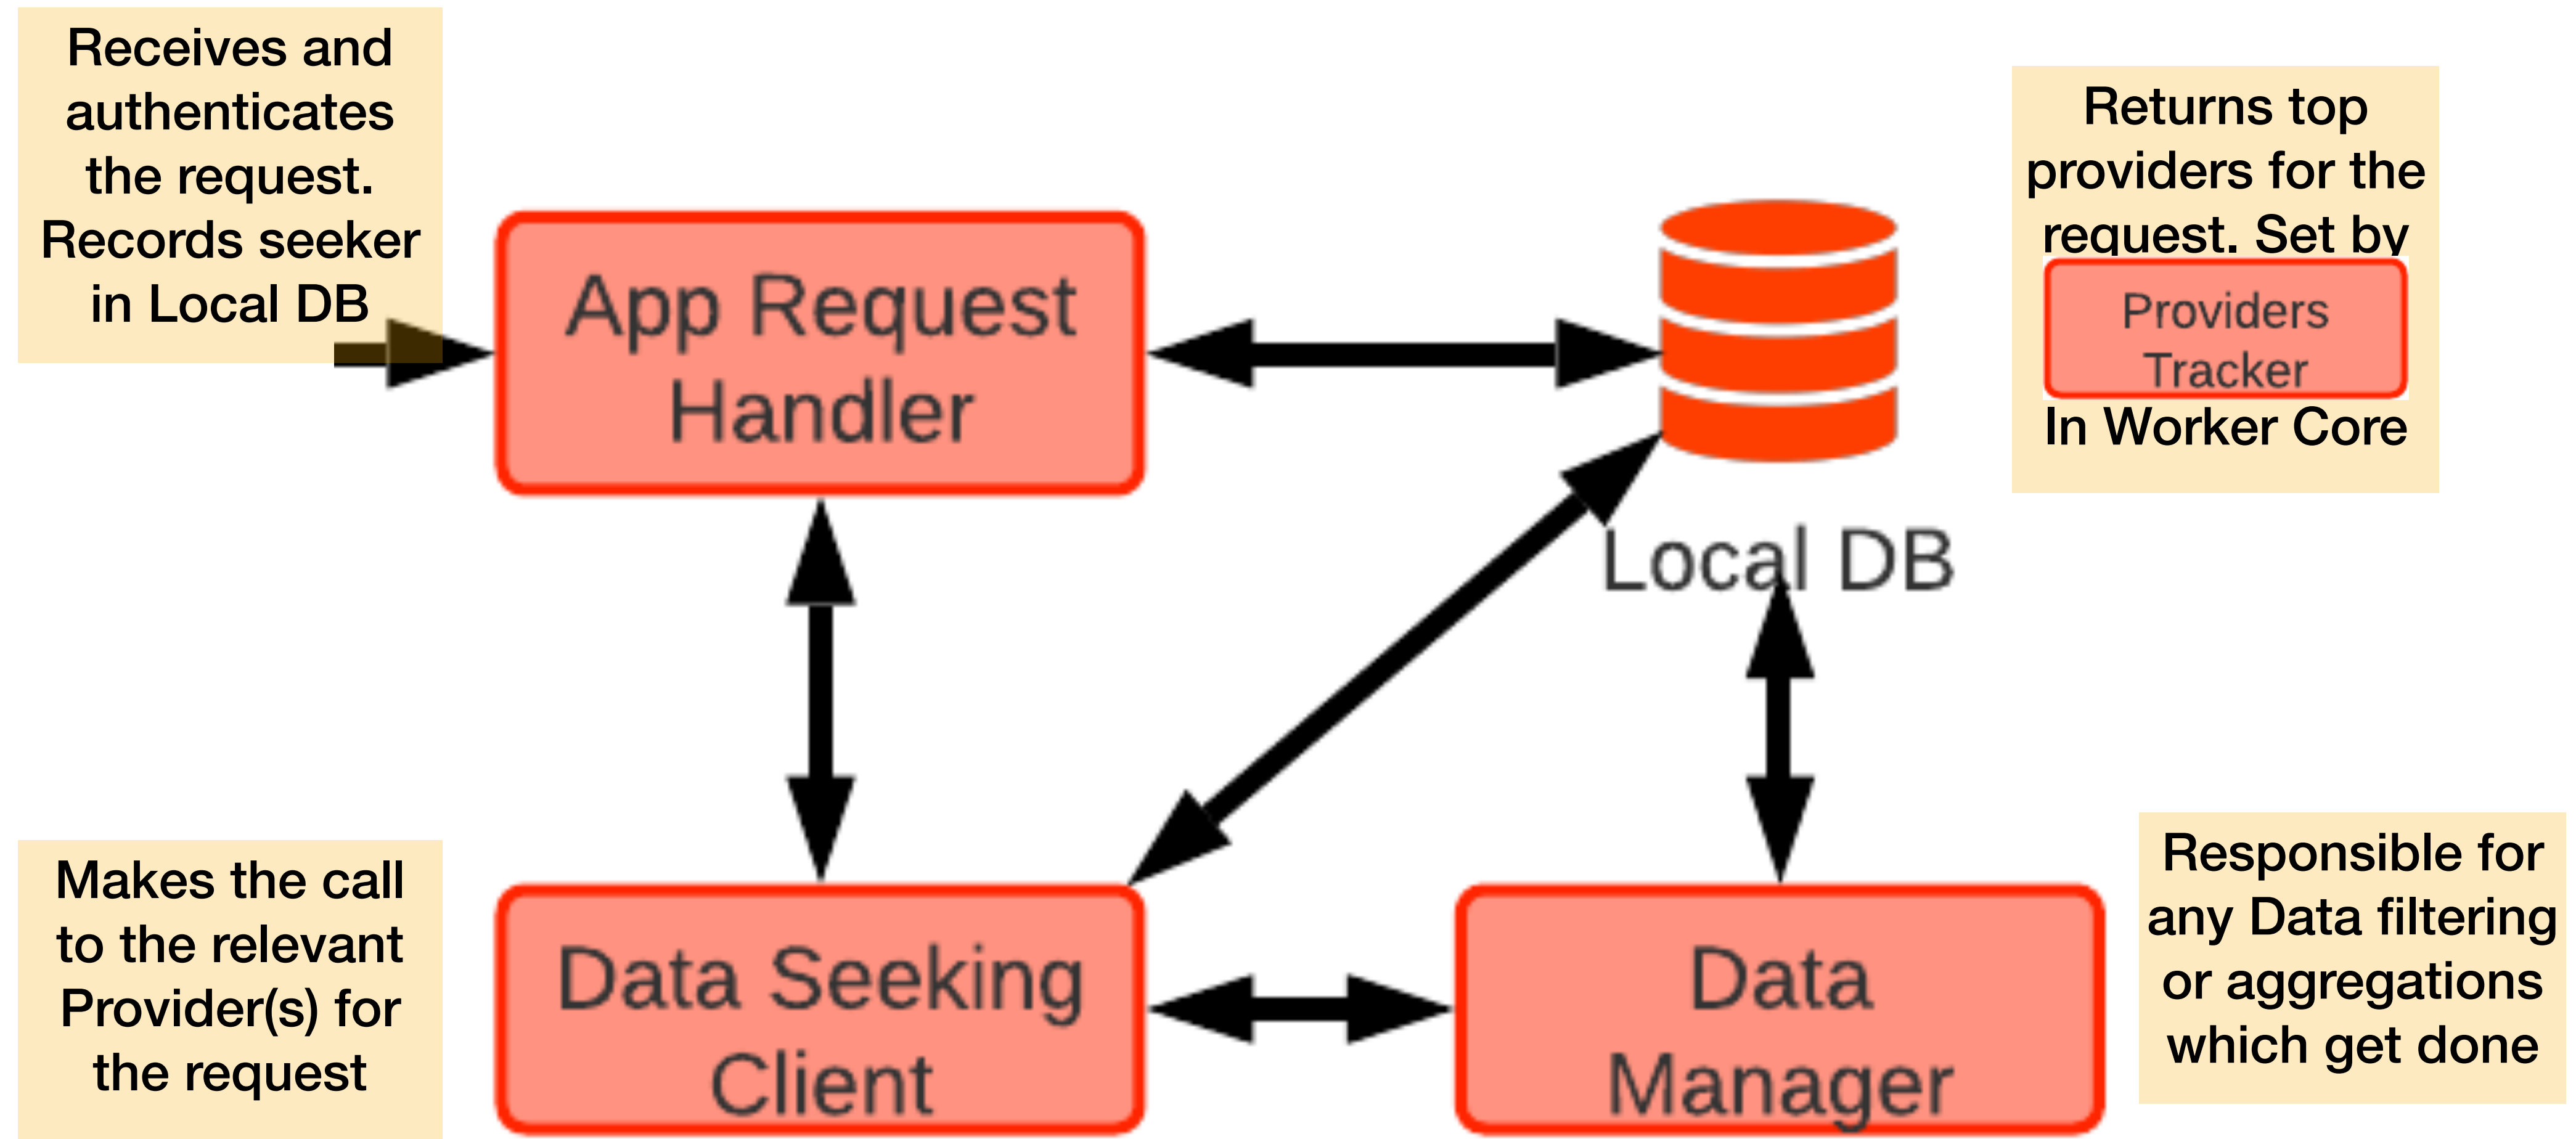 Receives and
authenticates
the request.
Records seeker
in Local DB
App Request
Handler
Local DB
Returns top
providers for the
request. Set by
Providers
Tracker
In Worker Core
Makes the call
to the relevant
Provider(s) for
the request
Data Seeking
Client
Data
Manager
Responsible for
any Data filtering
or aggregations
which get done